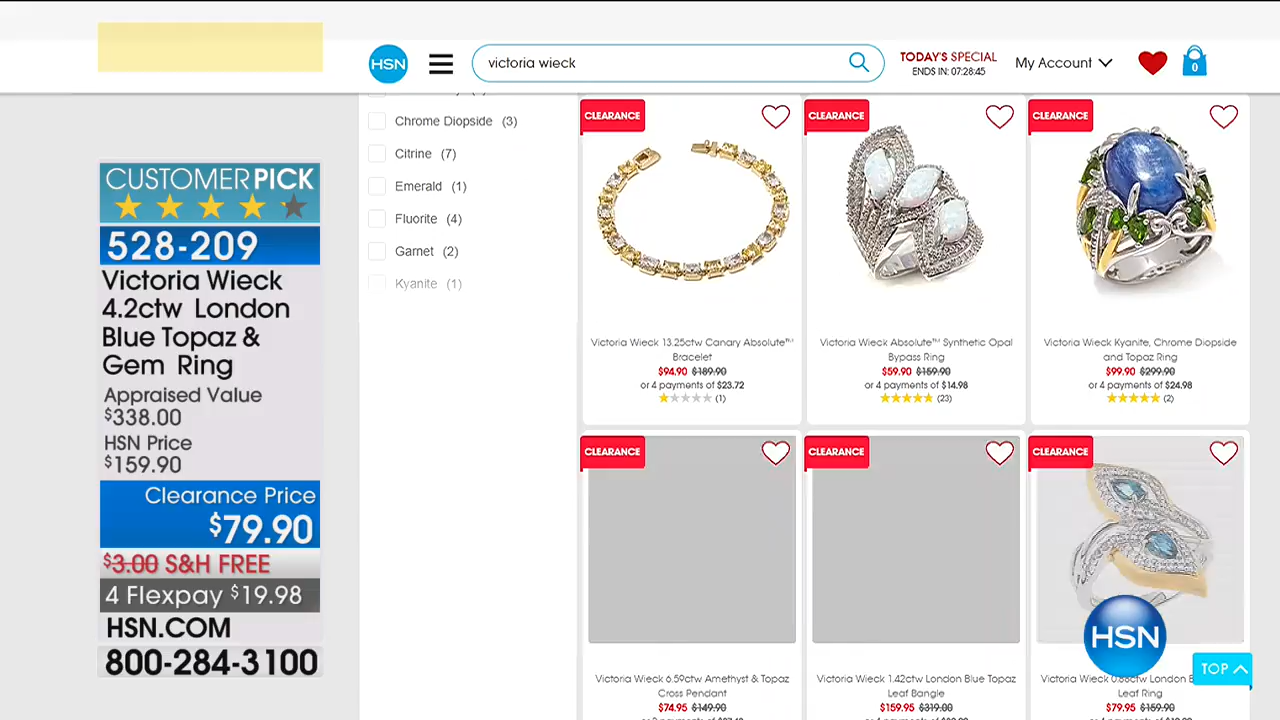 HSN
victoria wieck
TODAY'S SPECIAL
ENDS IN: 07:28:45
My Account
0
CUSTOMER PICK
528-209
Victoria Wieck
4.2ctw London
Blue Topaz &
Gem Ring
Appraised Value
$338.00
HSN Price
$159.90
Clearance Price
$79.90
$3.00 S&H FREE
4 Flexpay $19.98
HSN.COM
800-284-3100
Chrome Diopside (3)
Citrine (7)
Emerald (1)
Fluorite (4)
Garnet (2)
Kyanite (1)
CLEARANCE
Victoria Wieck 13.25ctw Canary Absolute™
Bracelet
$94.90 $189.90
or 4 payments of $23.72
(1)
CLEARANCE
Victoria Wieck Absolute™ Synthetic Opal
Bypass Ring
$59.90 $159.90
or 4 payments of $14.98
(23)
CLEARANCE
Victoria Wieck Kyanite, Chrome Diopside
and Topaz Ring
$99.90 $299.90
or 4 payments of $24.98
(2)
CLEARANCE
Victoria Wieck 6.59ctw Amethyst & Topaz
Cross Pendant
$74.95 $149.90
CLEARANCE
Victoria Wieck 1.42ctw London Blue Topaz
Leaf Bangle
$159.95 $319.00
CLEARANCE
Victoria Wieck London
Leaf Ring
$79.95 $159.90
HSN
TOP